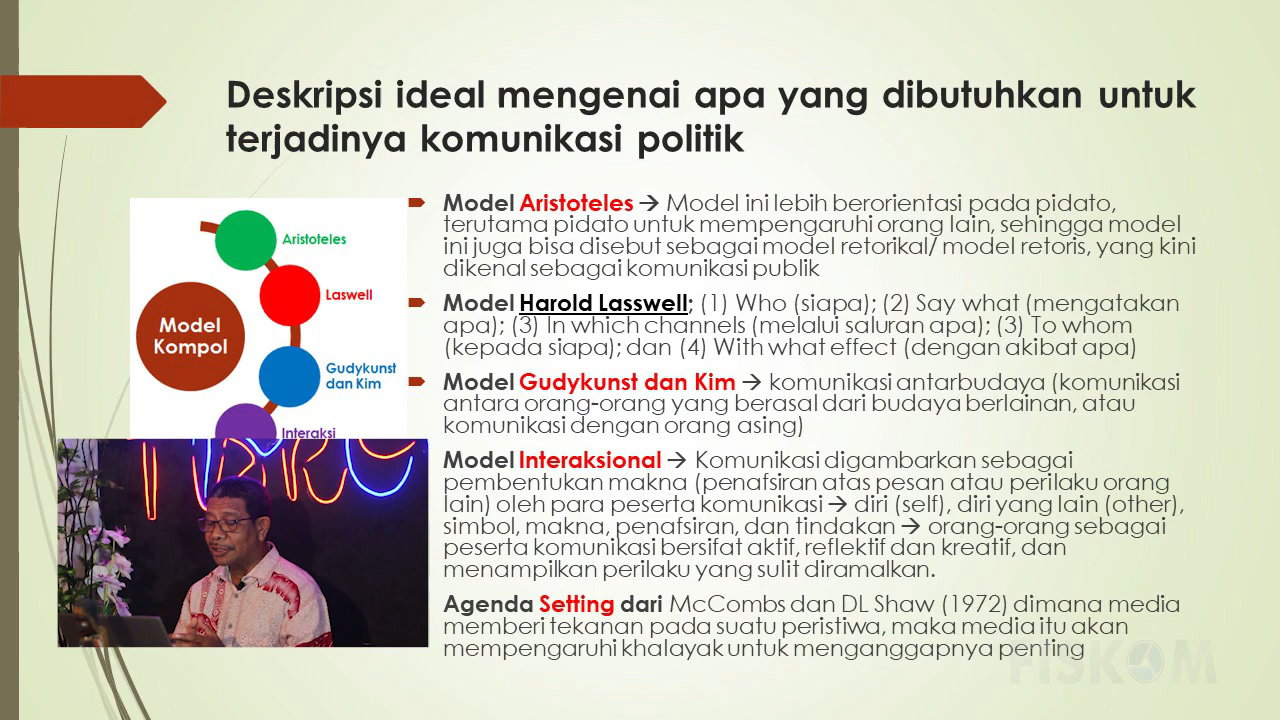 Deskripsi ideal mengenai apa yang dibutuhkan untuk
terjadinya komunikasi politik
Aristoteles
Laswell
Model
Kompol
Gudykunst
dan Kim
Interaksi
Model Aristoteles → Model ini lebih berorientasi pada pidato,
terutama pidato untuk mempengaruhi orang lain, sehingga model
ini juga bisa disebut sebagai model retorikal/ model retoris, yang kini
dikenal sebagai komunikasi publik
Model Harold Lasswell; (1) Who (siapa); (2) Say what (mengatakan
apa); (3) In which channels (melalui saluran apa); (3) To whom
(kepada siapa); dan (4) With what effect (dengan akibat apa)
Model Gudykunst dan Kim → komunikasi antarbudaya (komunikasi
antara orang-orang yang berasal dari budaya berlainan, atau
komunikasi dengan orang asing)
Model Interaksional → Komunikasi digambarkan sebagai
pembentukan makna (penafsiran atas pesan atau perilaku orang
lain) oleh para peserta komunikasi → diri (self), diri yang lain (other),
simbol, makna, penafsiran, dan tindakan → orang-orang sebagai
peserta komunikasi bersifat aktif, reflektif dan kreatif, dan
menampilkan perilaku yang sulit diramalkan.
Agenda Setting dari McCombs dan DL Shaw (1972) dimana media
memberi tekanan pada suatu peristiwa, maka media itu akan
mempengaruhi khalayak untuk menganggapnya penting
FISKOM